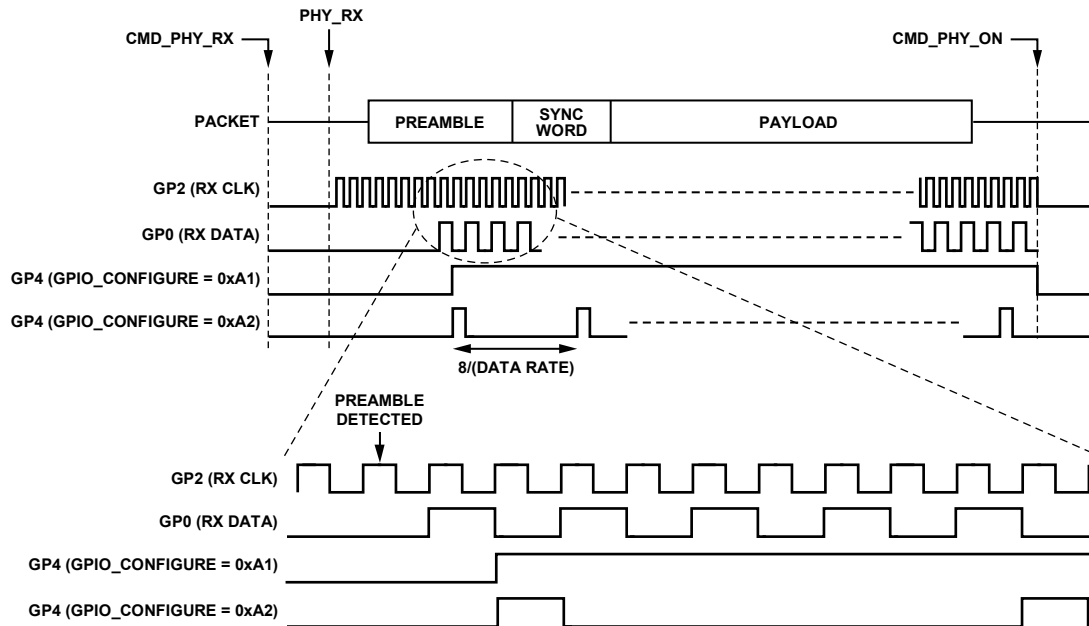 PHY_RX
CMD_PHY_RX
CMD_PHY_ON
PACKET
PREAMBLE
SYNC
WORD
PAYLOAD
GP2 (RX CLK)
GP0 (RX DATA)
GP4 (GPIO_CONFIGURE = 0xA1)
GP4 (GPIO_CONFIGURE = 0xA2)
8/(DATA RATE)
PREAMBLE
DETECTED
GP2 (RX CLK)
GP0 (RX DATA)
GP4 (GPIO_CONFIGURE = 0xA1)
GP4 (GPIO_CONFIGURE = 0xA2)